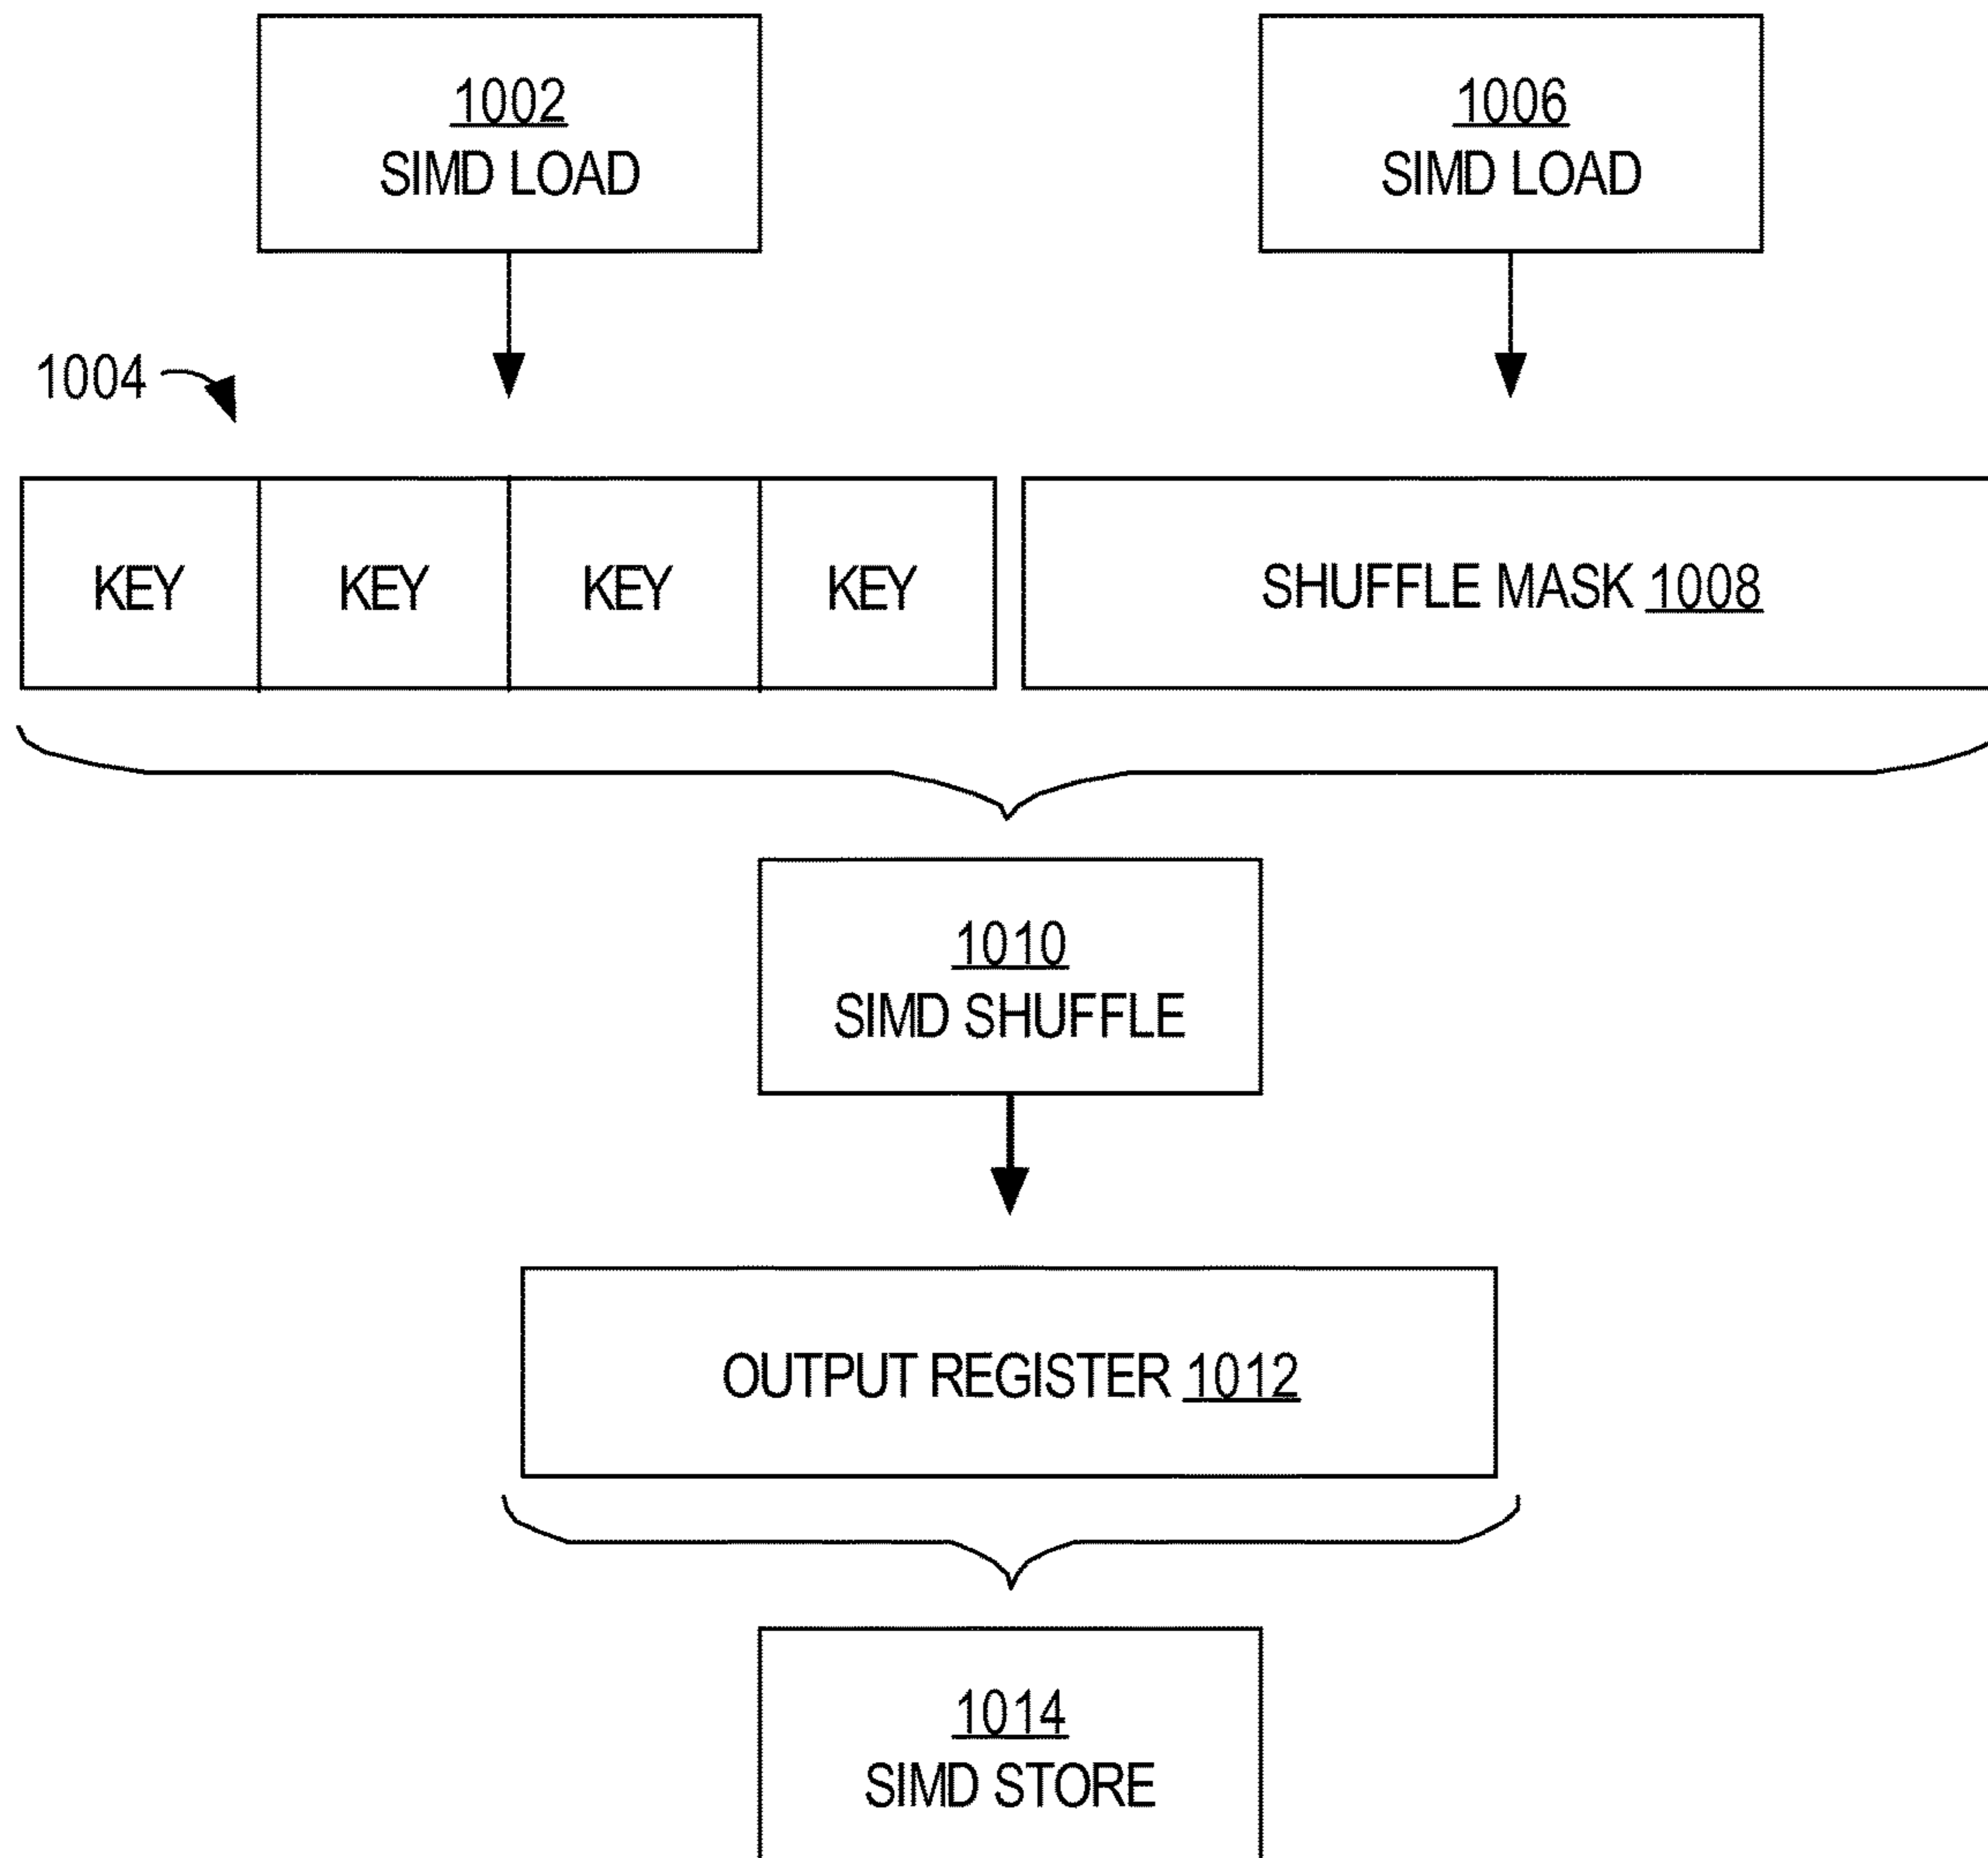 1002
SIMD LOAD
1006
SIMD LOAD
1004
KEY KEY KEY KEY
SHUFFLE MASK 1008
1010
SIMD SHUFFLE
OUTPUT REGISTER 1012
1014
SIMD STORE